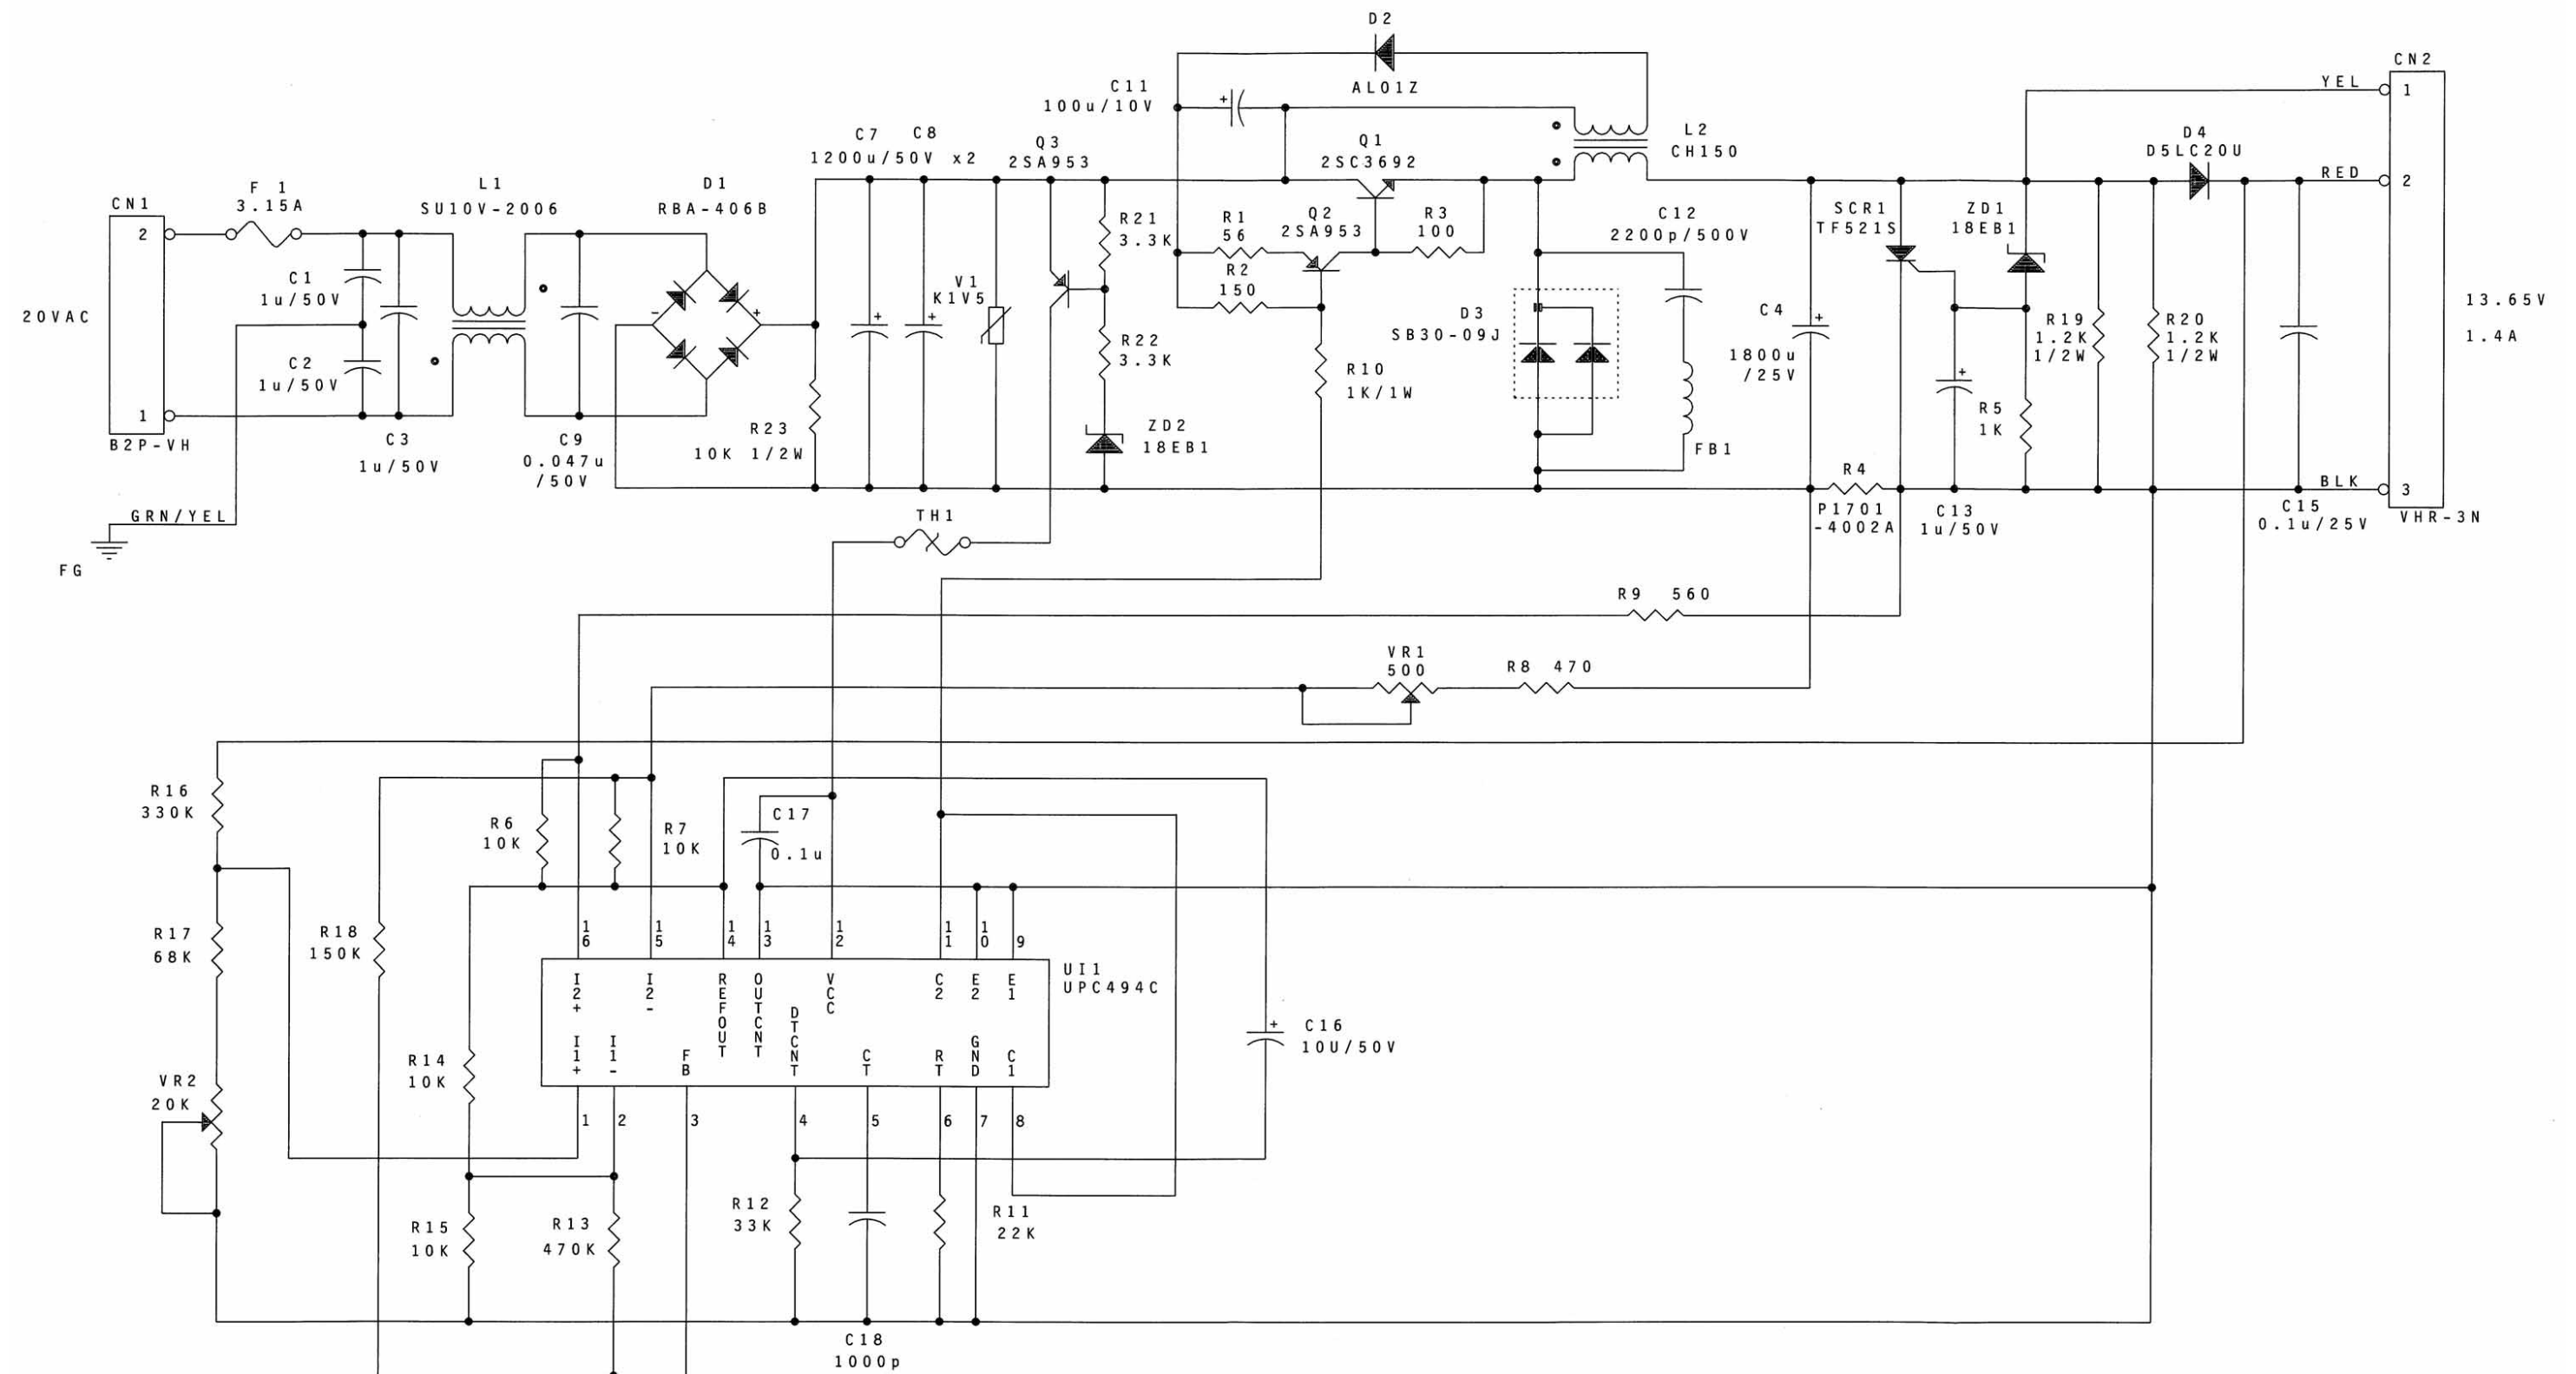 D2
AL01Z
C11
100u/10V
CN2
YEL
1
L2
CH150
D4
D5LC20U
RED
2
C7 C8
1200u/50V x2
Q3
2SA953
Q1
2SC3692
F 1
3.15A
L1
SU10V-2006
D1
RBA-406B
CN1
2
R21
3.3K
R1
56
Q2
2SA953
R3
100
C12
2200p/500V
SCR1
TF521S
ZD1
18EB1
C1
1u/50V
R2
150
V1
K1V5
20VAC
13.65V
1.4A
-
+
+
+
D3
SB30-09J
C4
+
1800u
/25V
R19
1.2K
1/2W
R20
1.2K
1/2W
C2
1u/50V
R22
3.3K
R10
1K/1W
+
R5
1K
1
B2P-VH
C3
1u/50V
C9
0.047u
/50V
R23
10K 1/2W
ZD2
18EB1
FB1
R4
P1701
-4002A
C13
1u/50V
BLK
3
C15
0.1u/25V
VHR-3N
GRN/YEL
FG
TH1
R9 560
VR1
500
R8 470
R16
330K
R6
10K
R7
10K
C17
0.1u
R17
68K
R18
150K
16
15
14
13
12
11
10
9
UI1
UPC494C
I2+
I2-
REFOUT
OUTCNT
VCC
C2
E2
E1
I1+
I1-
FB
DTCNT
CT
RT
GND
C1
+
C16
10U/50V
R14
10K
VR2
20K
1
2
3
4
5
6
7
8
R15
10K
R13
470K
R12
33K
R11
22K
C18
1000p